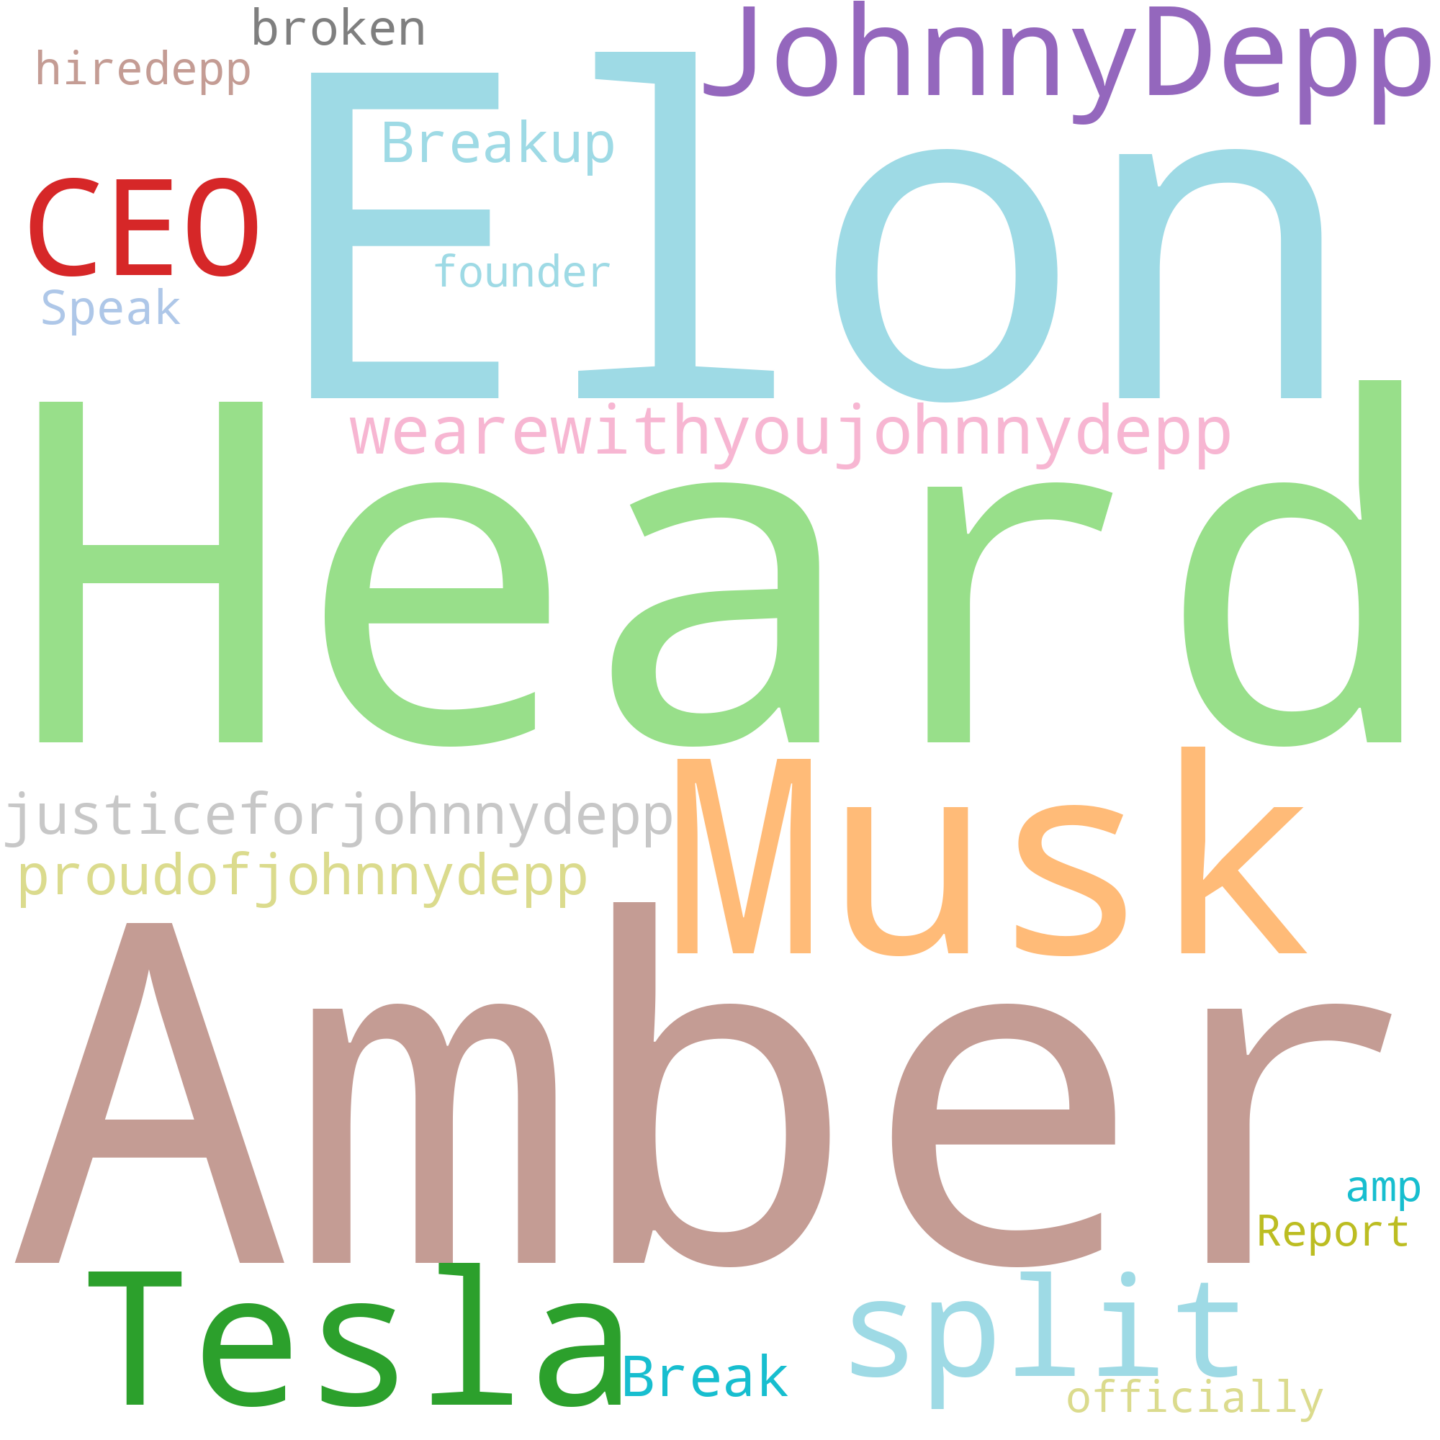 broken
JohnnyDepp
hiredepp
Elon
Breakup
CEO
founder
Speak
wearewithyoujohnnydepp
Heard
Musk
justiceforjohnnydepp
proudofjohnnydepp
Amber
amp
Report
Tesla
split
Break
officially